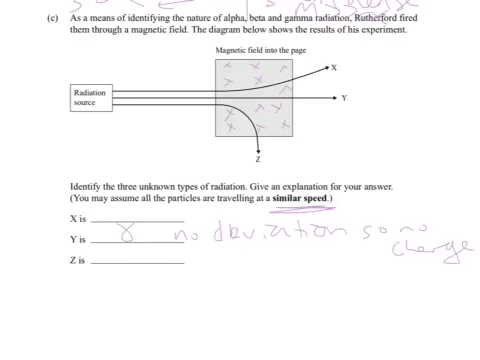 (c) As a means of identifying the nature of alpha, beta and gamma radiation, Rutherford fired
them through a magnetic field. The diagram below shows the results of his experiment.
Magnetic field into the page
X
Radiation
source
Y
Z
Identify the three unknown types of radiation. Give an explanation for your answer.
(You may assume all the particles are travelling at a similar speed.)
X is
Y is γ no deviation so no
charge
Z is